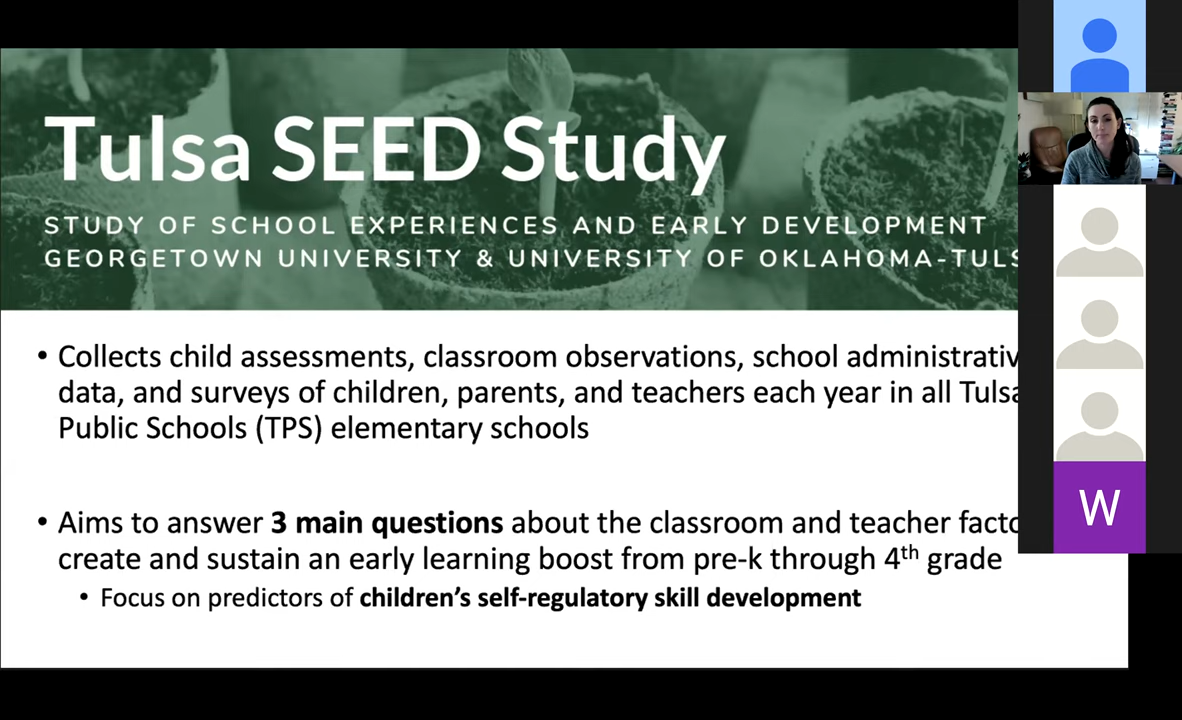 Tulsa SEED Study
STUDY OF SCHOOL EXPERIENCES AND EARLY DEVELOPMENT
GEORGETOWN UNIVERSITY & UNIVERSITY OF OKLAHOMA-TULS
• Collects child assessments, classroom observations, school administrativ
data, and surveys of children, parents, and teachers each year in all Tulsa
Public Schools (TPS) elementary schools
• Aims to answer 3 main questions about the classroom and teacher facto
create and sustain an early learning boost from pre-k through 4th grade
• Focus on predictors of children’s self-regulatory skill development
W